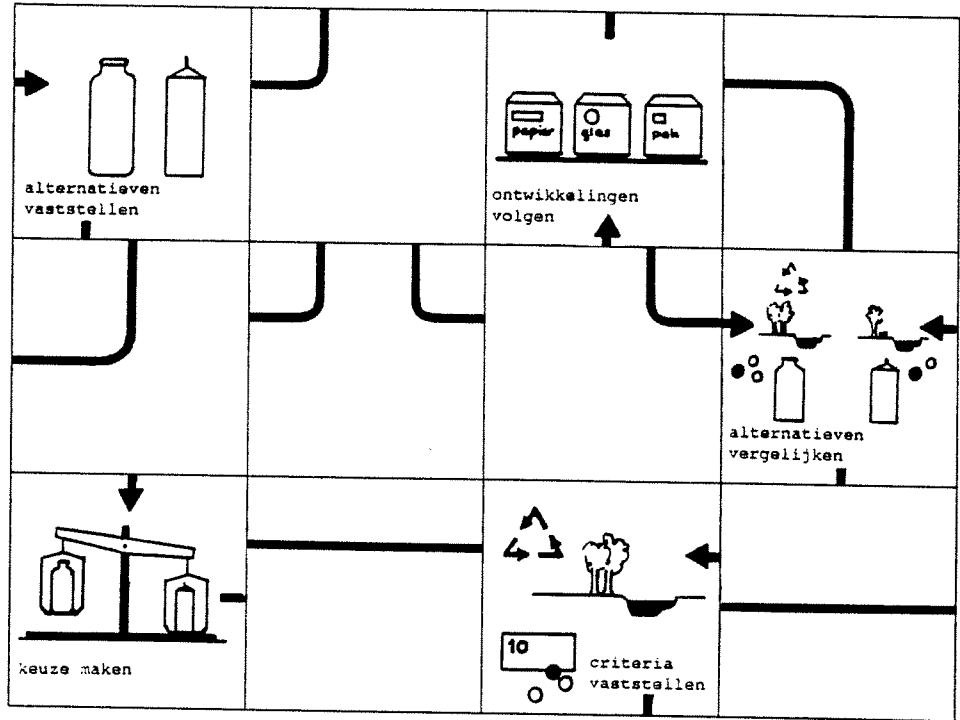 papier
glas
pak
alternatieven
vaststellen
ontwikkelingen
volgen
alternatieven
vergelijken
keuze maken
10
criteria
vaststellen